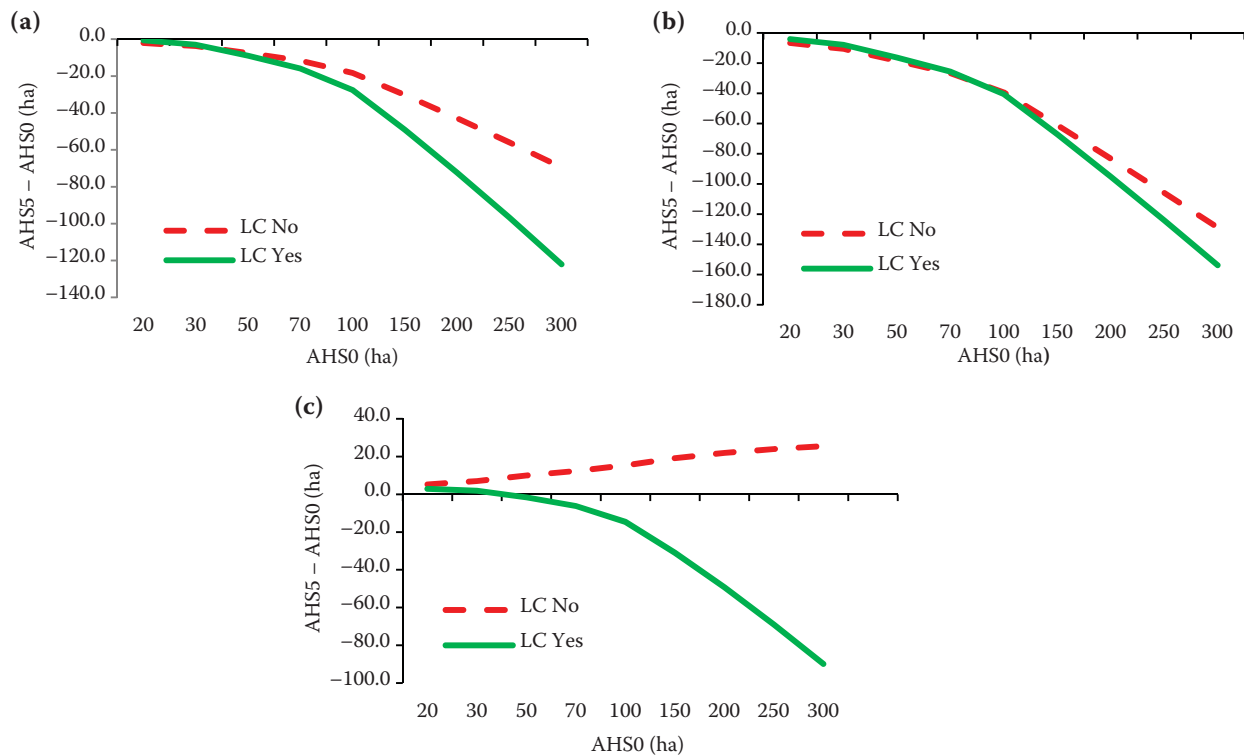 (a)
0.0
−20.0
−40.0
−60.0
−80.0
−100.0
−120.0
−140.0
AHS5 − AHS0 (ha)
LC No
LC Yes
20 30 50 70 100 150 200 250 300
AHS0 (ha)
(b)
0.0
−20.0
−40.0
−60.0
−80.0
−100.0
−120.0
−140.0
−160.0
−180.0
AHS5 − AHS0 (ha)
LC No
LC Yes
20 30 50 70 100 150 200 250 300
AHS0 (ha)
(c)
40.0
20.0
0.0
−20.0
−40.0
−60.0
−80.0
−100.0
AHS5 − AHS0 (ha)
LC No
LC Yes
20 30 50 70 100 150 200 250 300
AHS0 (ha)